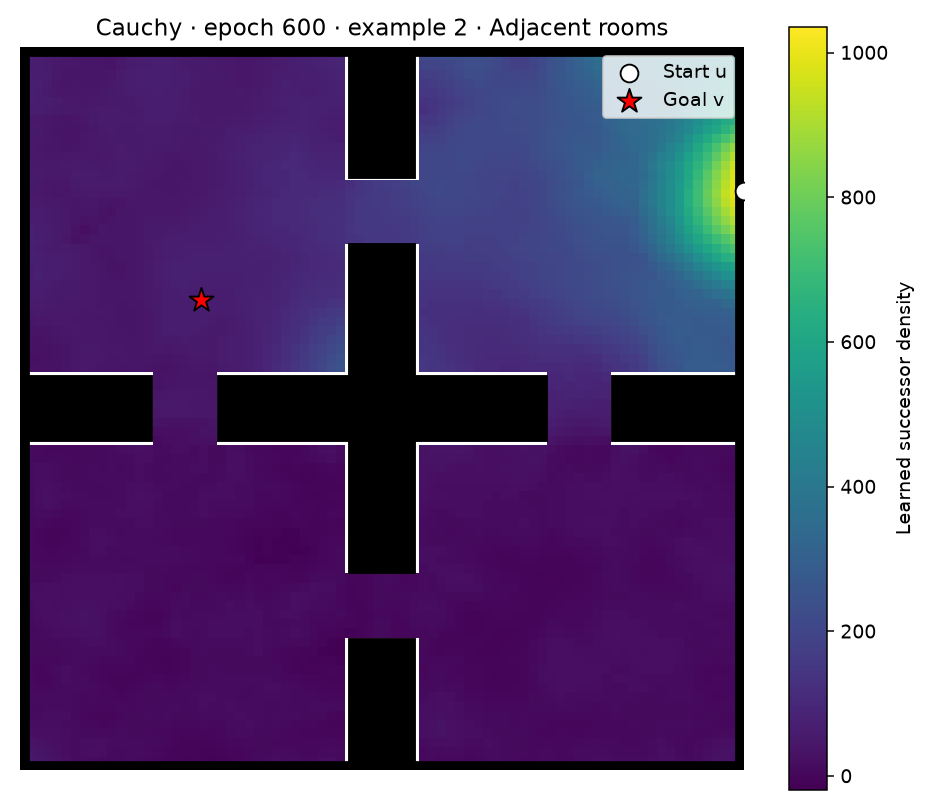 Cauchy · epoch 600 · example 2 · Adjacent rooms
Start u
Goal v
1000
800
600
400
200
0
Learned successor density